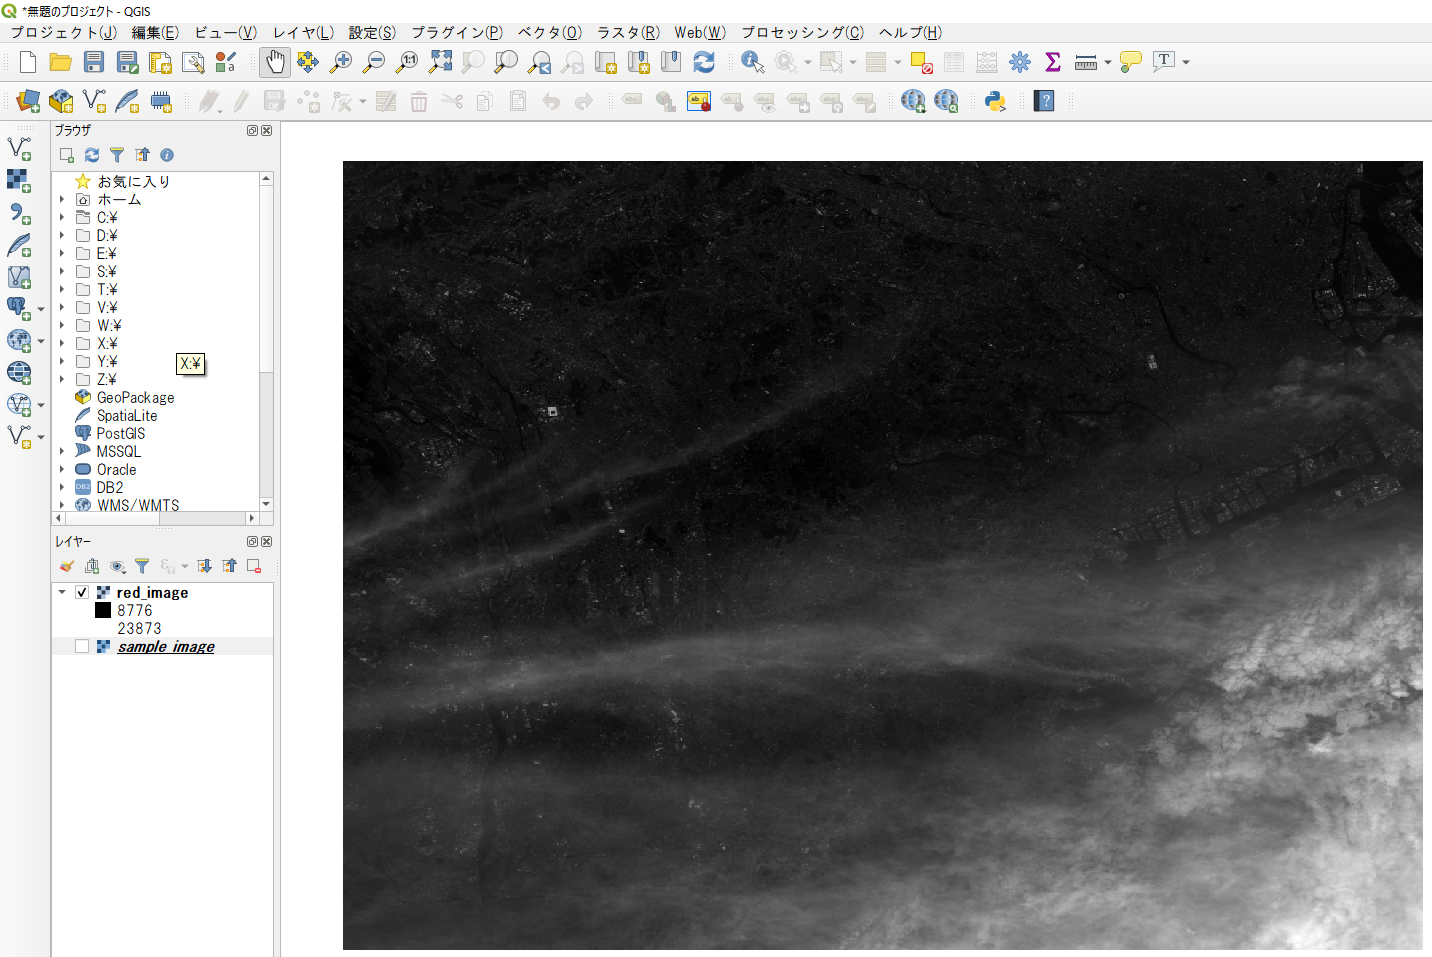 *無題のプロジェクト - QGIS
プロジェクト(J) 編集(E) ビュー(V) レイヤ(L) 設定(S) プラグイン(P) ベクタ(O) ラスタ(R) Web(W) プロセッシング(C) ヘルプ(H)
ブラウザ
お気に入り
ホーム
C:¥
D:¥
E:¥
S:¥
T:¥
V:¥
W:¥
X:¥
Y:¥
X:¥
Z:¥
GeoPackage
SpatiaLite
PostGIS
MSSQL
Oracle
DB2
WMS/WMTS
レイヤー
red_image
8776
23873
sample_image